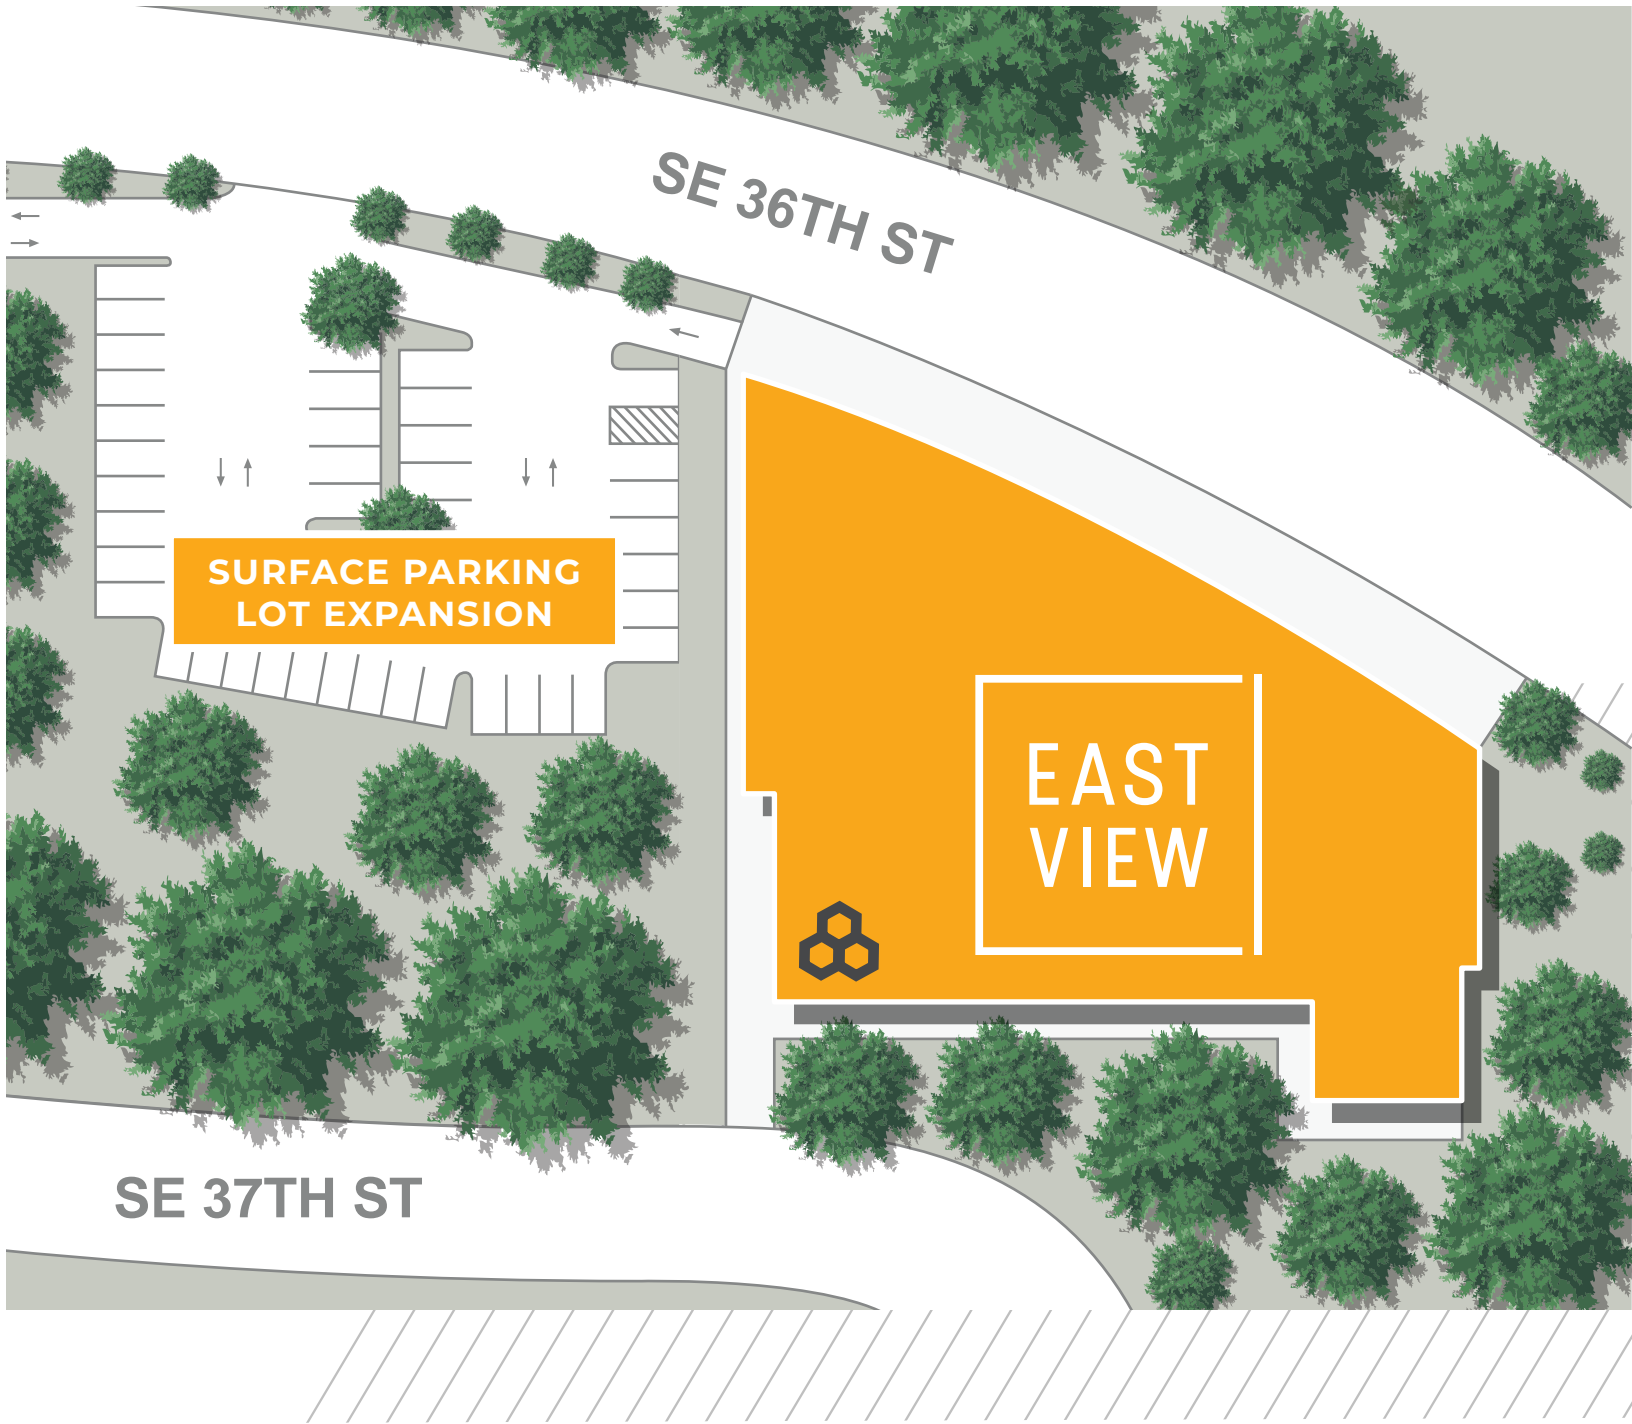 SE 36TH ST
SURFACE PARKING
LOT EXPANSION
EAST
VIEW
SE 37TH ST